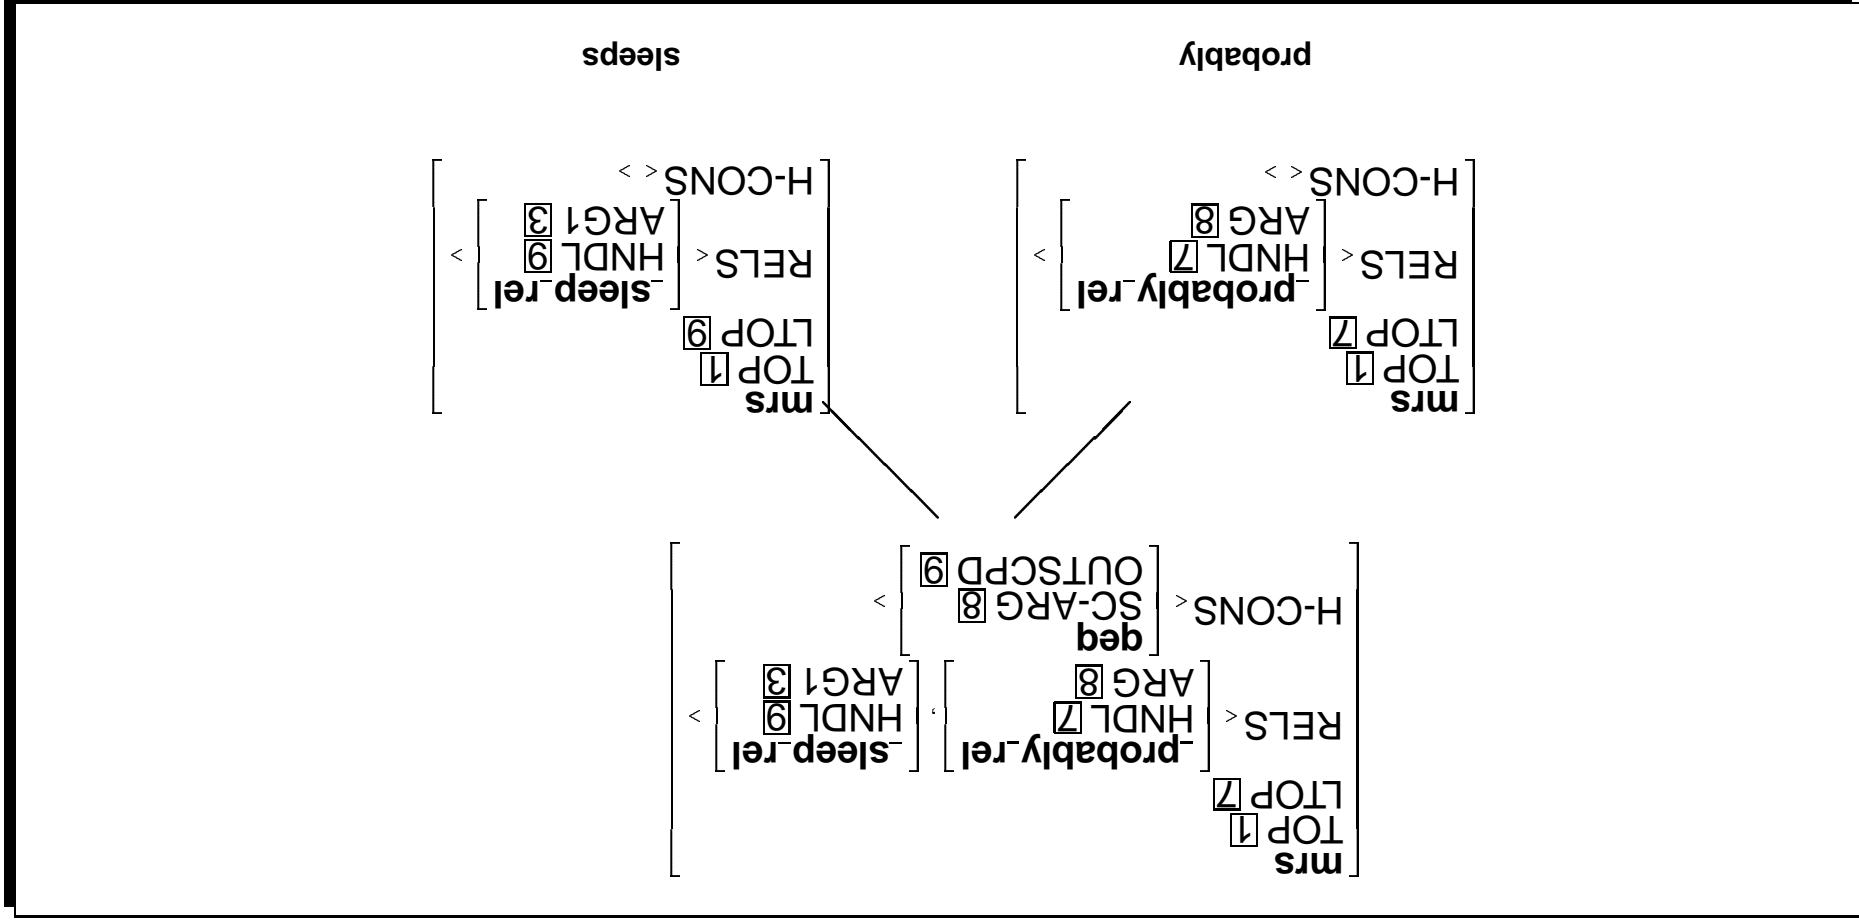 mrs
TOP 1
LTOP 7
RELS < [ _probably_rel HNDL 7 ARG 8 ] , [ _sleep_rel HNDL 9 ARG1 3 ] >
H-CONS < [ qeq SC-ARG 8 OUTSCPD 9 ] >
mrs
TOP 1
LTOP 7
RELS < [ _probably_rel HNDL 7 ARG 8 ] >
H-CONS < >
probably
mrs
TOP 1
LTOP 9
RELS < [ _sleep_rel HNDL 9 ARG1 3 ] >
H-CONS < >
sleeps